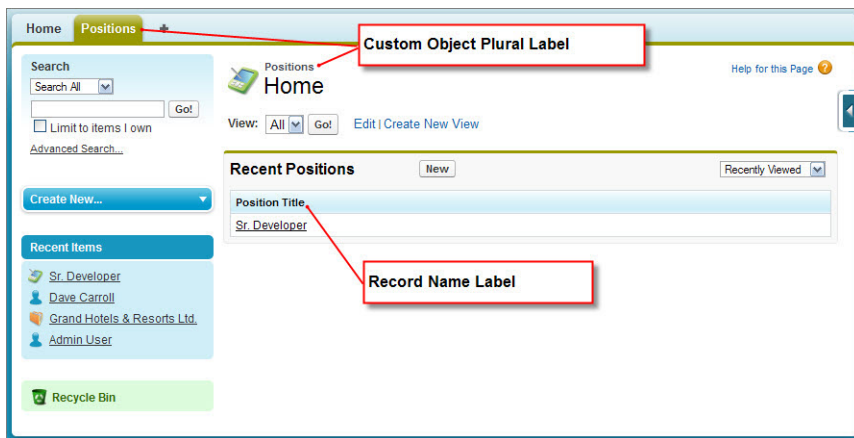 Home Positions +
Custom Object Plural Label
Search
Search All
Go!
Limit to items I own
Advanced Search...
Create New...
Recent Items
Sr. Developer
Dave Carroll
Grand Hotels & Resorts Ltd.
Admin User
Recycle Bin
Positions
Home
Help for this Page ?
View: All Go! Edit | Create New View
Recent Positions New Recently Viewed
Position Title
Sr. Developer
Record Name Label